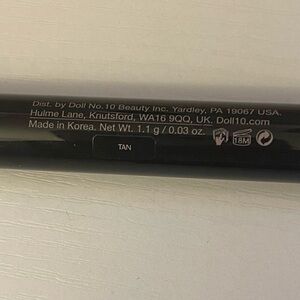 Dist. by Doll No.10 Beauty Inc. Yardley, PA 19067 USA.
Hulme Lane, Knutsford, WA16 9QQ, UK. Doll10.com
Made in Korea. Net Wt. 1.1 g / 0.03 oz. 18M
TAN